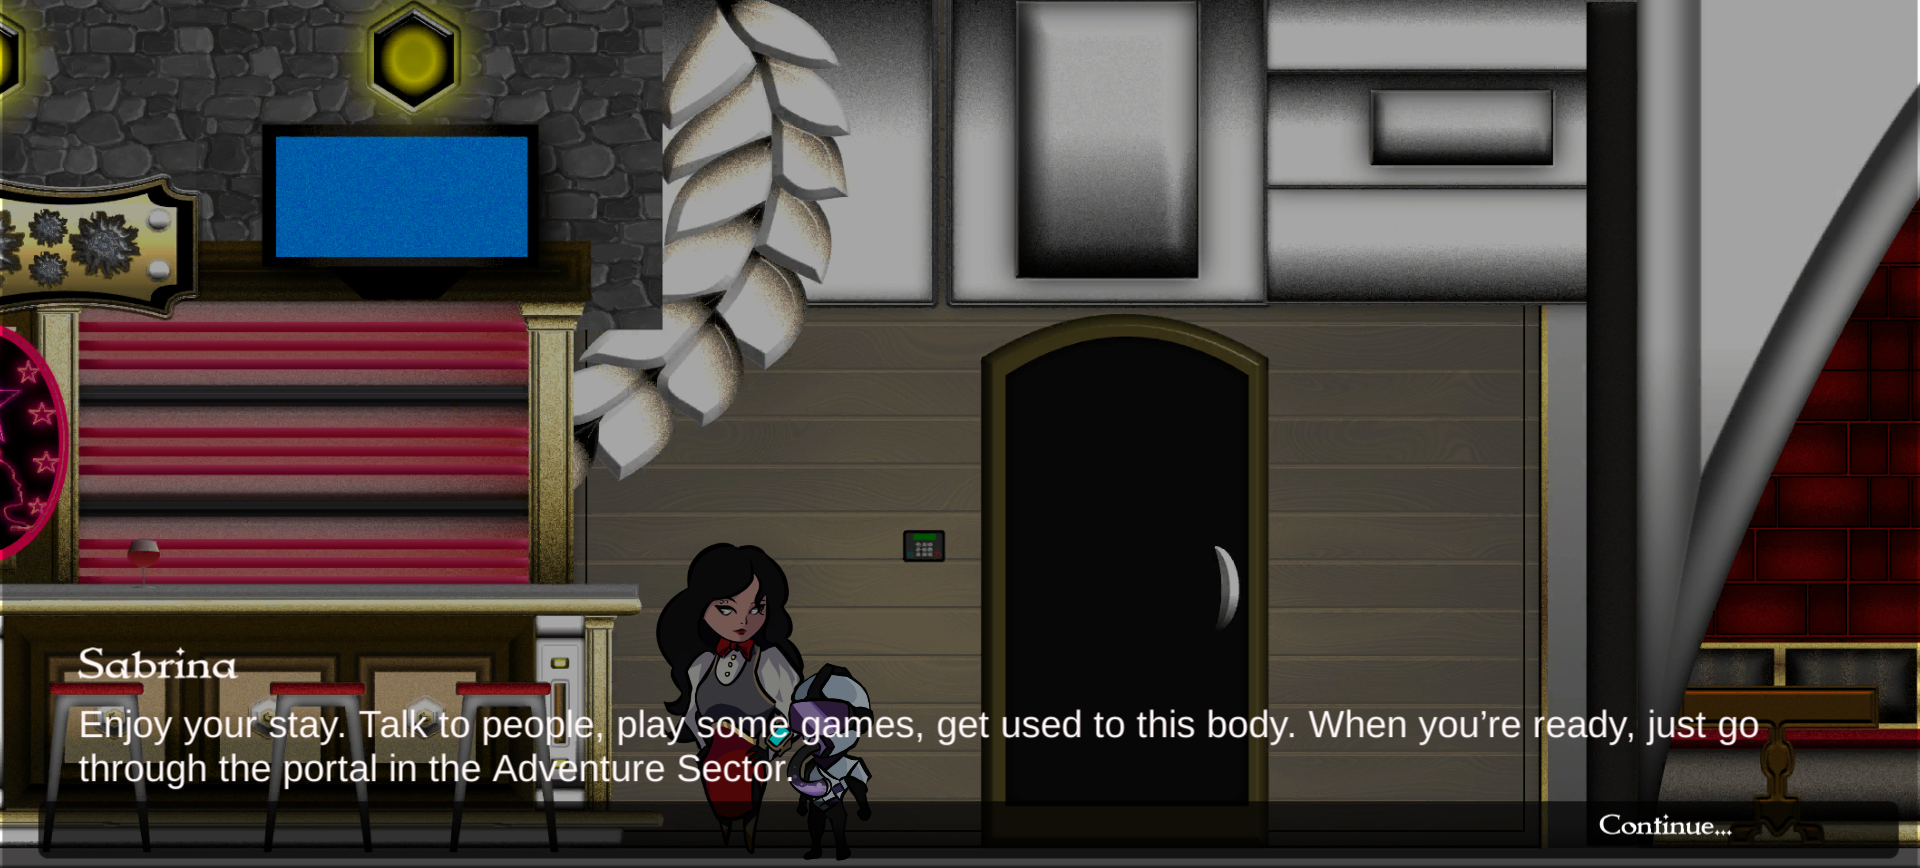 Sabrina
Enjoy your stay. Talk to people, play some games, get used to this body. When you’re ready, just go
through the portal in the Adventure Sector.
Continue...